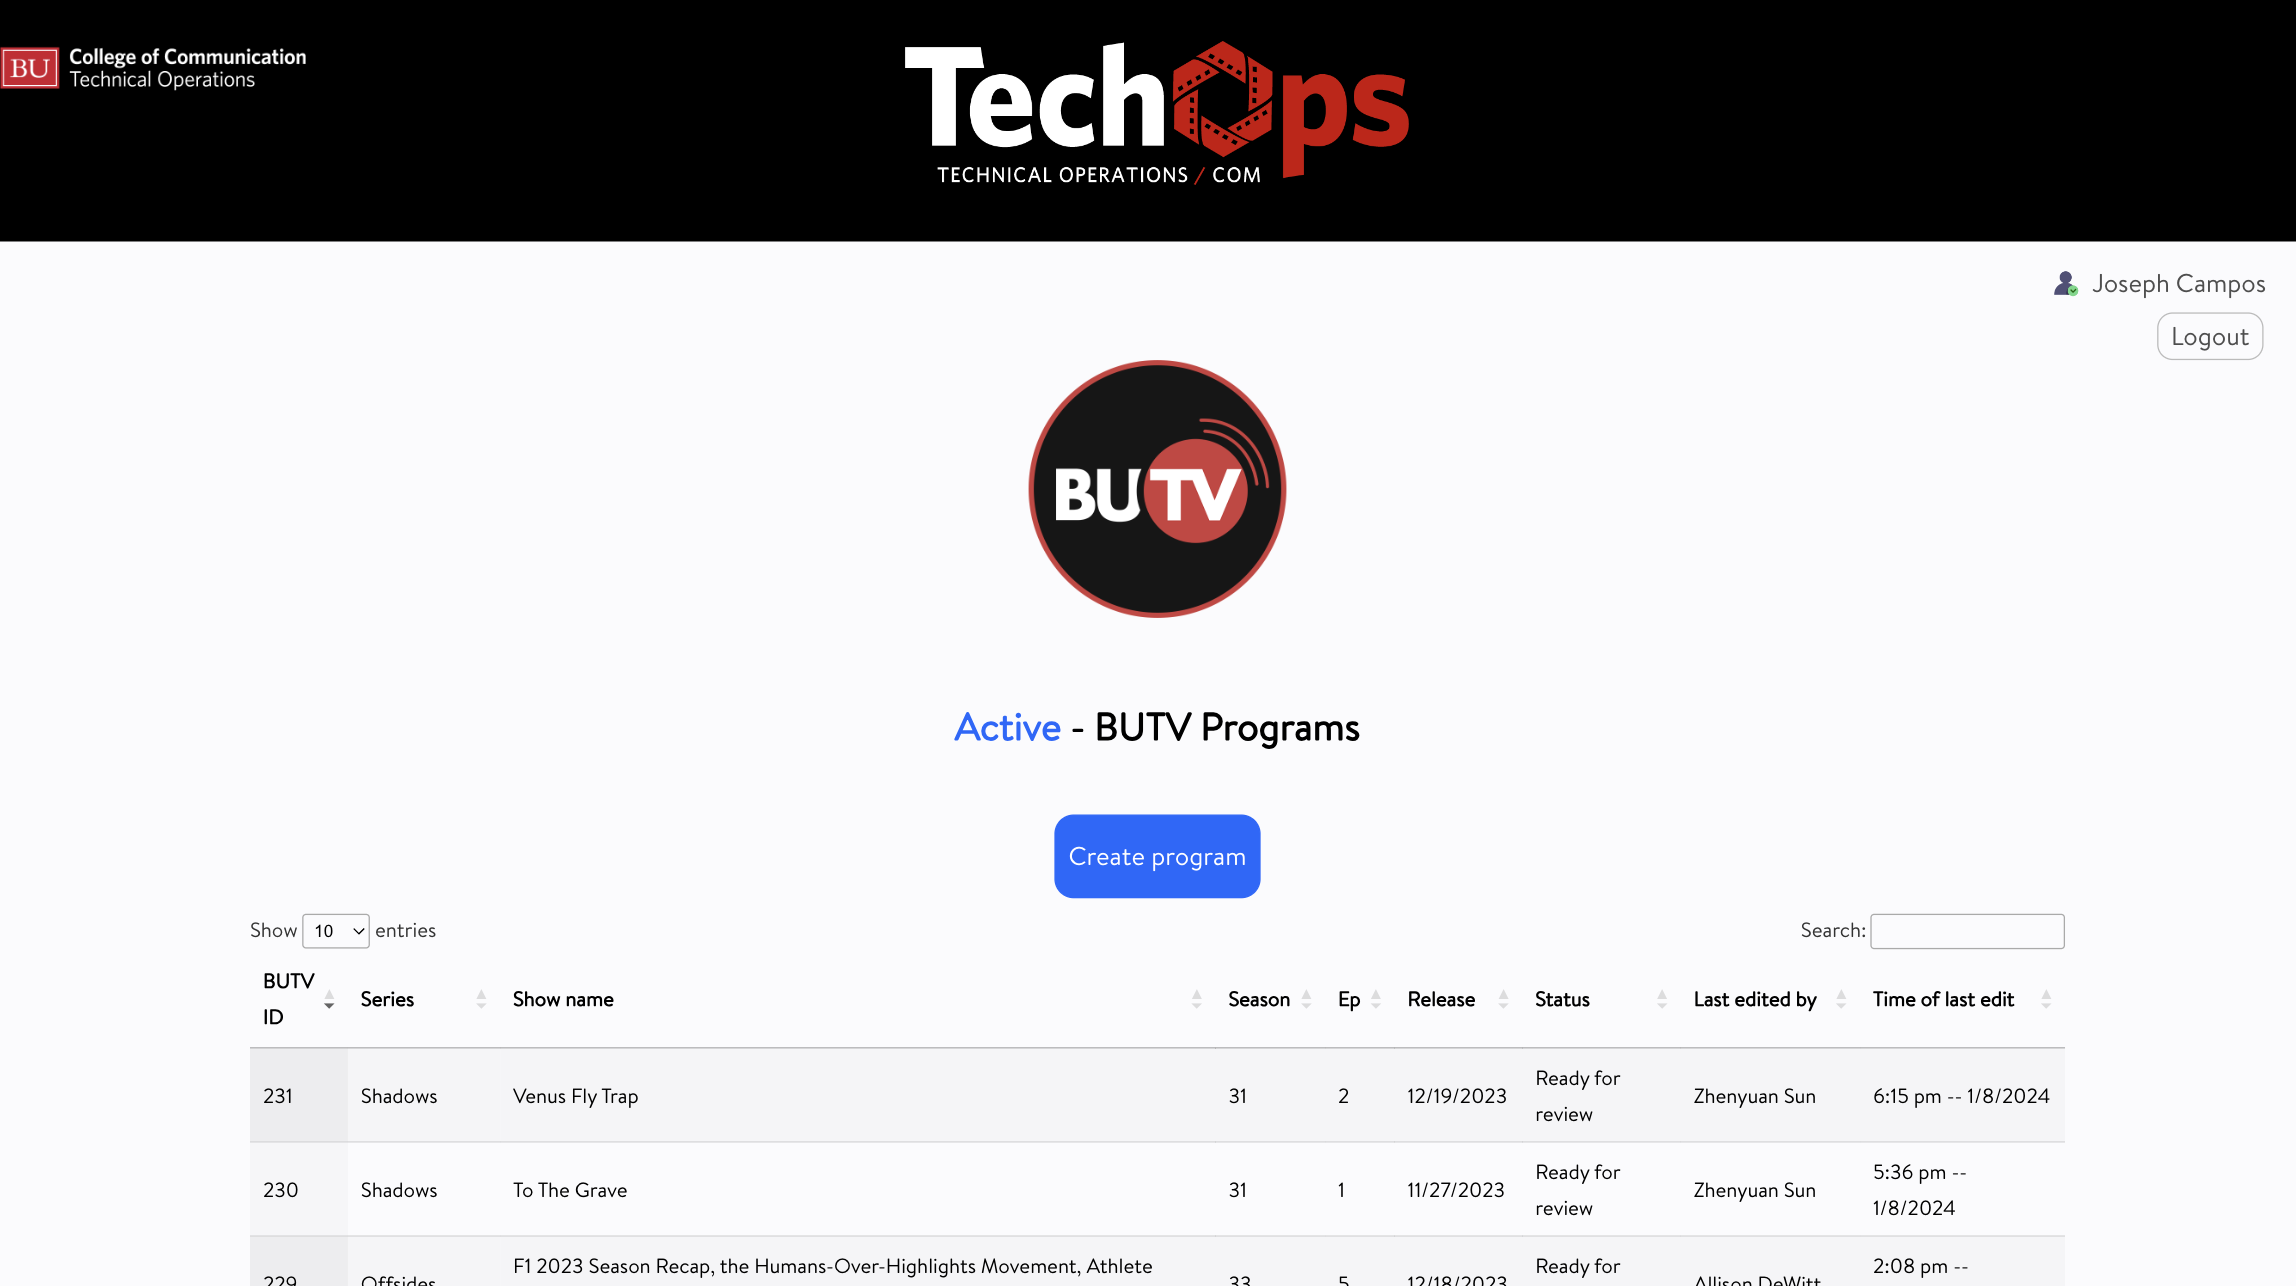 BU College of Communication
Technical Operations
TechOps
TECHNICAL OPERATIONS / COM
Joseph Campos
Logout
BUTV
Active - BUTV Programs
Create program
Show 10 entries
Search:
BUTV ID Series Show name Season Ep Release Status Last edited by Time of last edit
231 Shadows Venus Fly Trap 31 2 12/19/2023 Ready for review Zhenyuan Sun 6:15 pm -- 1/8/2024
230 Shadows To The Grave 31 1 11/27/2023 Ready for review Zhenyuan Sun 5:36 pm -- 1/8/2024
229 Offsides F1 2023 Season Recap, the Humans-Over-Highlights Movement, Athlete 33 5 12/18/2023 Ready for Allison DeWitt 2:08 pm --